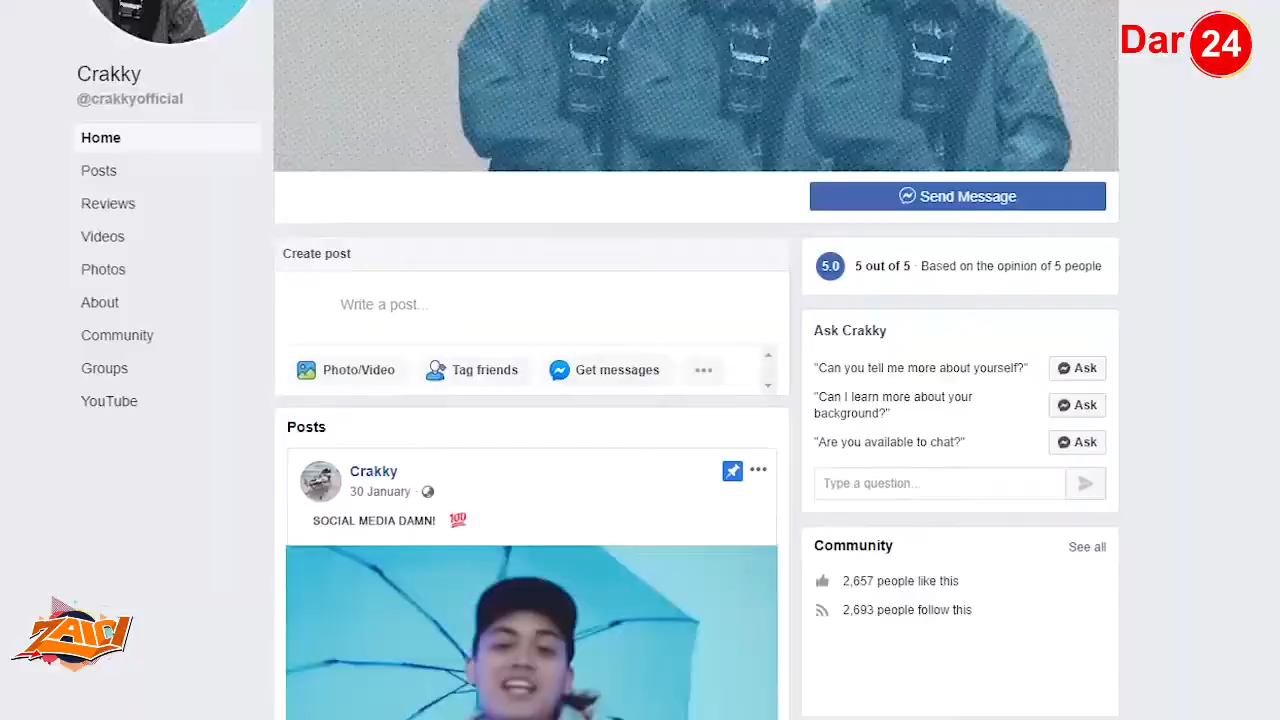 Dar 24
Crakky
@crakkyofficial
Home
Posts
Reviews
Videos
Photos
About
Community
Groups
YouTube
Send Message
Create post
Write a post...
Photo/Video
Tag friends
Get messages
Posts
Crakky
30 January
SOCIAL MEDIA DAMN! 💯
5.0 5 out of 5 · Based on the opinion of 5 people
Ask Crakky
"Can you tell me more about yourself?" Ask
"Can I learn more about your
background?" Ask
"Are you available to chat?" Ask
Type a question...
Community See all
2,657 people like this
2,693 people follow this
ZAICI